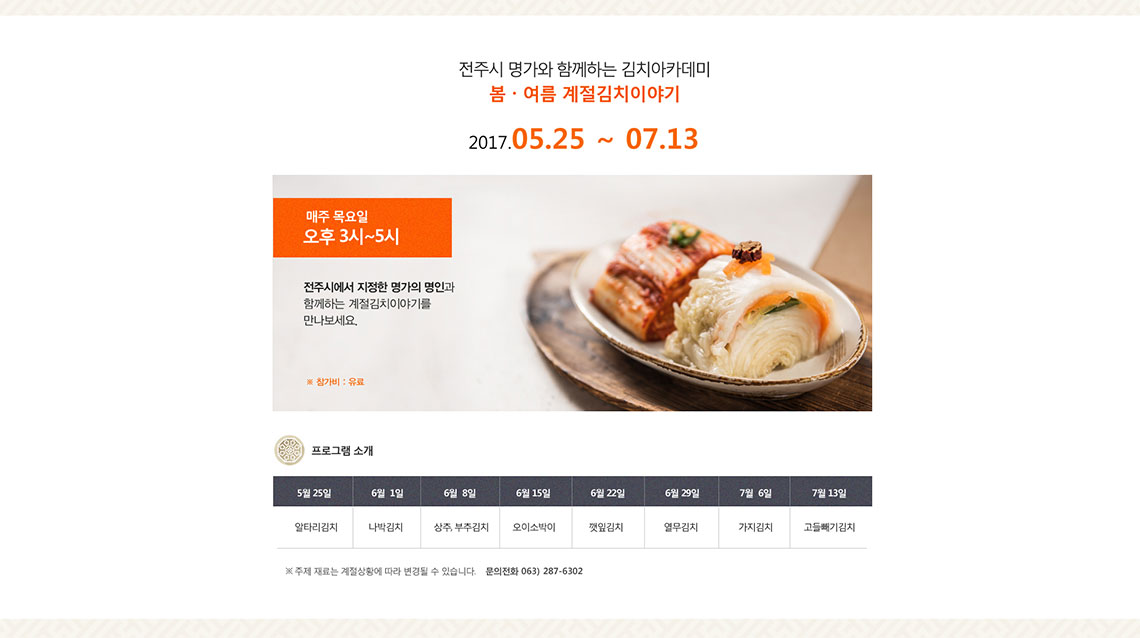 전주시 명가와 함께하는 김치아카데미
봄 · 여름 계절김치이야기
2017.05.25 ~ 07.13
매주 목요일
오후 3시~5시
전주시에서 지정한 명가의 명인과
함께하는 계절김치이야기를
만나보세요.
※ 참가비 : 유료
프로그램 소개
5월 25일 6월 1일 6월 8일 6월 15일 6월 22일 6월 29일 7월 6일 7월 13일
알타리김치 나박김치 상추, 부추김치 오이소박이 깻잎김치 열무김치 가지김치 고들빼기김치
※ 주제 재료는 계절상황에 따라 변경될 수 있습니다. 문의전화 063) 287-6302